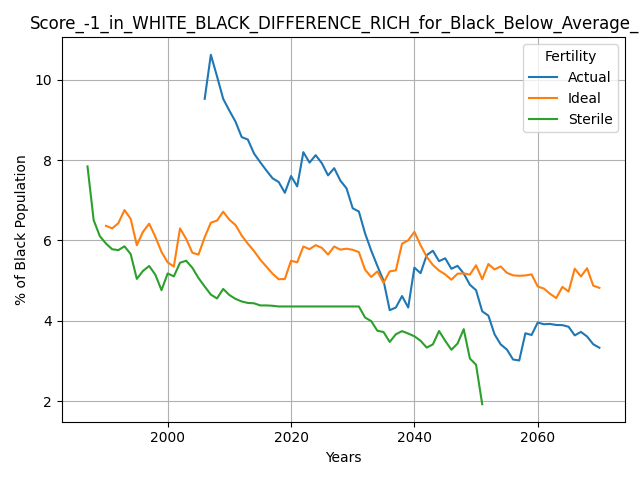 Score_-1_in_WHITE_BLACK_DIFFERENCE_RICH_for_Black_Below_Average_
Fertility
Actual
Ideal
Sterile
% of Black Population
10
8
6
4
2
2000 2020 2040 2060
Years